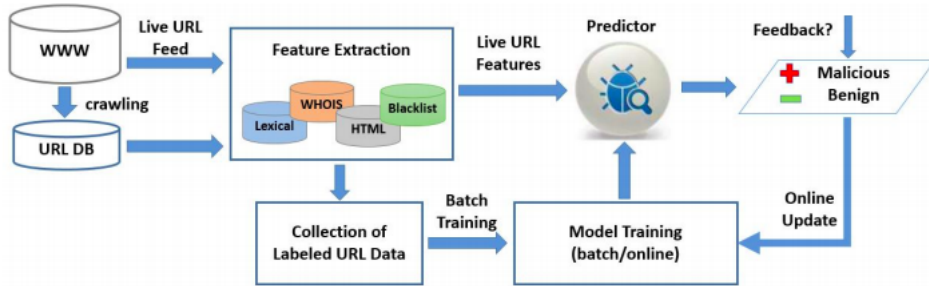 WWW
Live URL
Feed
crawling
URL DB
Feature Extraction
Lexical
WHOIS
HTML
Blacklist
Live URL
Features
Predictor
Feedback?
Malicious
Benign
Collection of
Labeled URL Data
Batch
Training
Model Training
(batch/online)
Online
Update